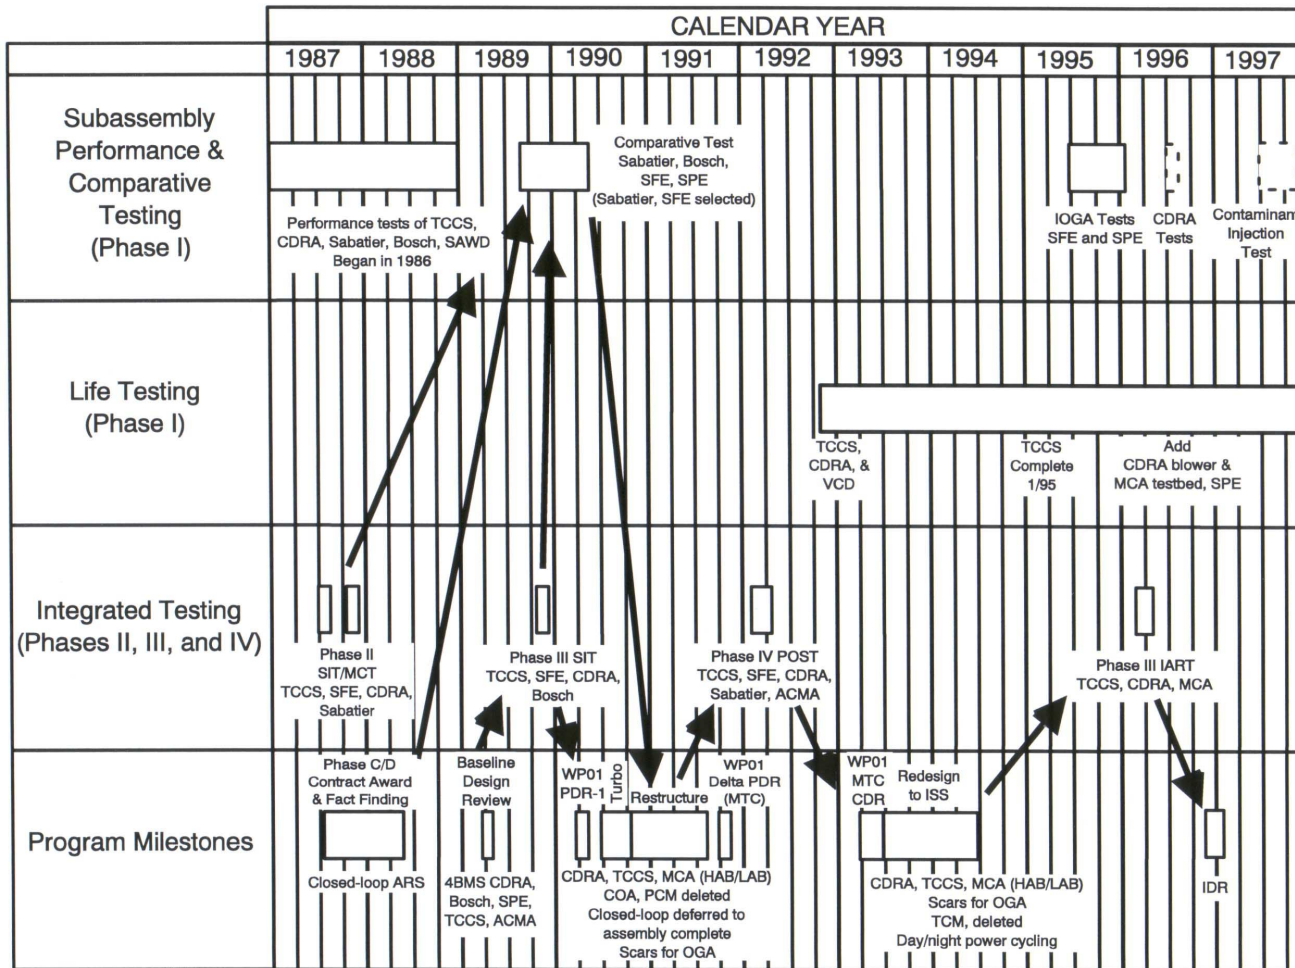 CALENDAR YEAR
1987 1988 1989 1990 1991 1992 1993 1994 1995 1996 1997
Subassembly
Performance &
Comparative
Testing
(Phase I)
Performance tests of TCCS,
CDRA, Sabatier, Bosch, SAWD
Began in 1986
Comparative Test
Sabatier, Bosch,
SFE, SPE
(Sabatier, SFE selected)
IOGA Tests
SFE and SPE
CDRA
Tests
Contaminan
Injection
Test
Life Testing
(Phase I)
TCCS,
CDRA, &
VCD
TCCS
Complete
1/95
Add
CDRA blower &
MCA testbed, SPE
Integrated Testing
(Phases II, III, and IV)
Phase II
SIT/MCT
TCCS, SFE, CDRA,
Sabatier
Phase III SIT
TCCS, SFE, CDRA,
Bosch
Phase IV POST
TCCS, SFE, CDRA,
Sabatier, ACMA
Phase III IART
TCCS, CDRA, MCA
Program Milestones
Phase C/D
Contract Award
& Fact Finding
Closed-loop ARS
Baseline
Design
Review
4BMS CDRA,
Bosch, SPE,
TCCS, ACMA
WP01
PDR-1
Turbo
Restructure
WP01
Delta PDR
(MTC)
CDRA, TCCS, MCA (HAB/LAB)
COA, PCM deleted
Closed-loop deferred to
assembly complete
Scars for OGA
WP01
MTC
CDR
Redesign
to ISS
CDRA, TCCS, MCA (HAB/LAB)
Scars for OGA
TCM, deleted
Day/night power cycling
IDR